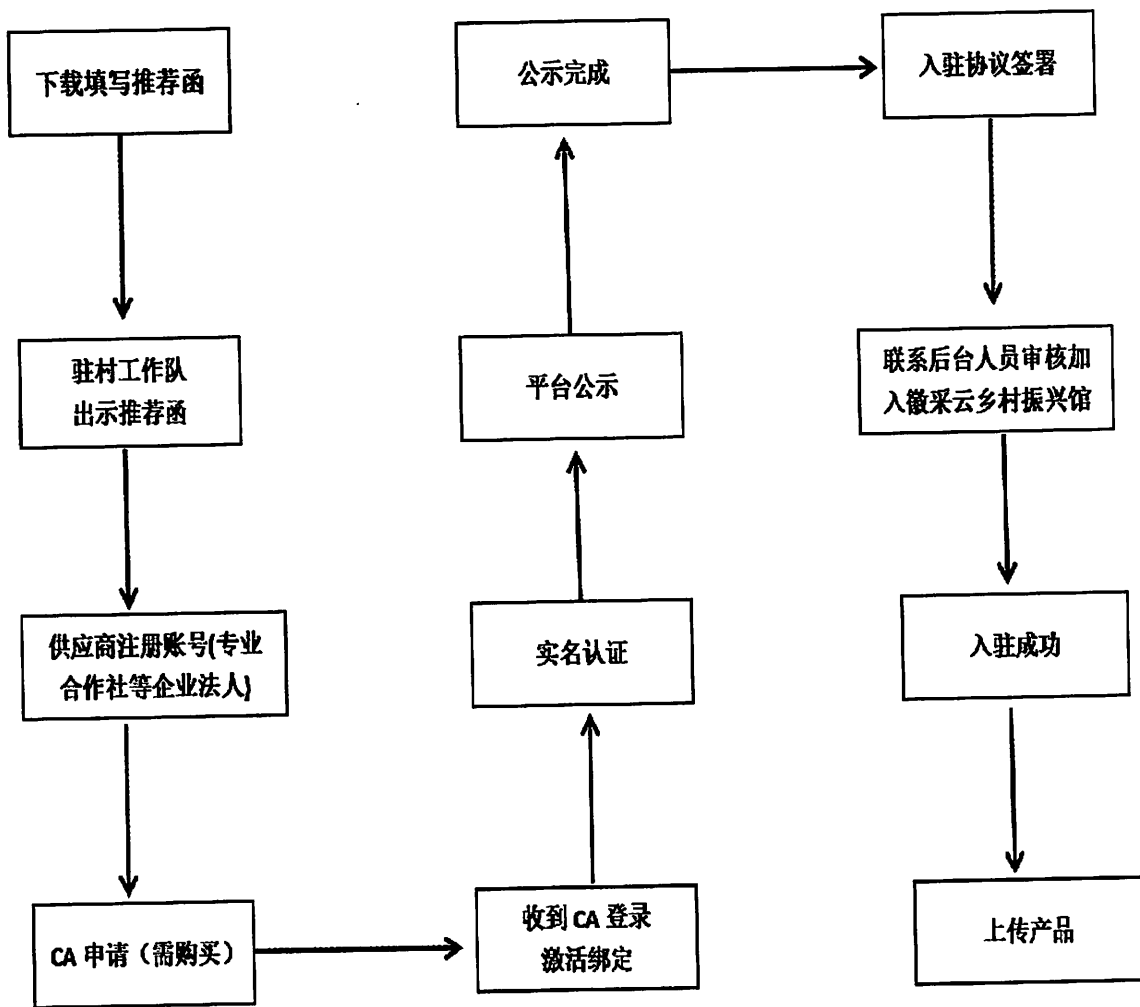 下载填写推荐函
驻村工作队
出示推荐函
供应商注册账号(专业
合作社等企业法人)
CA 申请（需购买）
收到 CA 登录
激活绑定
实名认证
平台公示
公示完成
入驻协议签署
联系后台人员审核加
入徽采云乡村振兴馆
入驻成功
上传产品